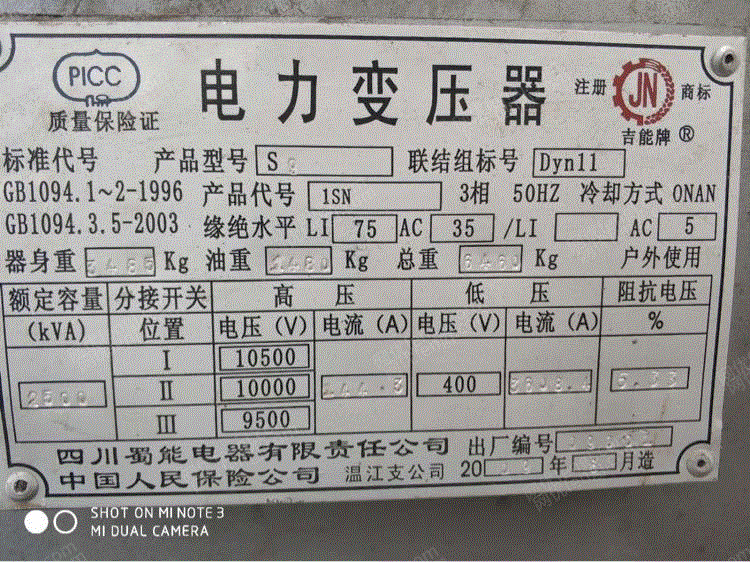 PICC
质量保险证
电力变压器
注册 JN 商标
吉能牌®
标准代号 产品型号 S 联结组标号 Dyn11
GB1094.1~2-1996 产品代号 1SN 3相 50HZ 冷却方式 ONAN
GB1094.3.5-2003 缘绝水平 LI 75 AC 35 /LI AC 5
器身重 Kg 油重 Kg 总重 6460 Kg 户外使用
额定容量 分接开关 高压 低压 阻抗电压
(kVA) 位置 电压(V) 电流(A) 电压(V) 电流(A) %
I 10500
2500 II 10000 144.3 400 3608.4
III 9500
四川蜀能电器有限责任公司 出厂编号
中国人民保险公司 温江支公司 20 年 月造
SHOT ON MI NOTE 3
MI DUAL CAMERA